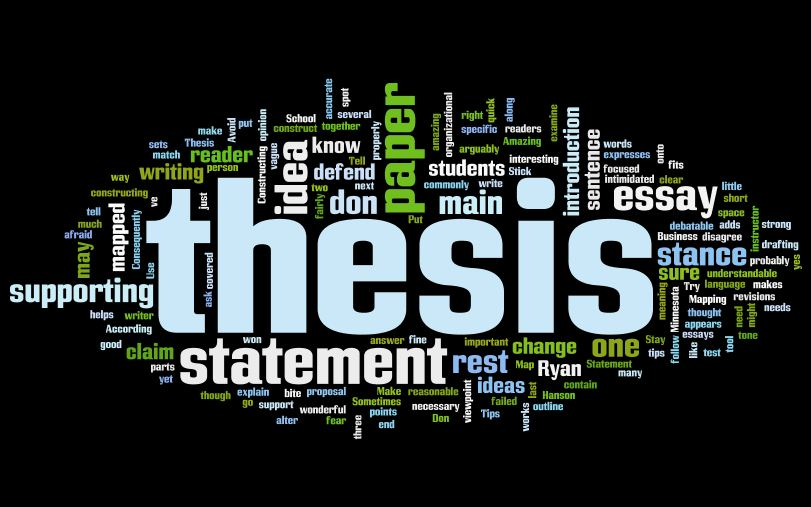 thesis
statement
paper
essay
supporting
idea
main
one
stance
rest
don
students
defend
know
reader
writing
mapped
may
claim
change
Ryan
ideas
sure
introduction
sentence
accurate
spot
several
School
construct
together
opinion
put
Avoid
make
Thesis
sets
match
person
vague
Constructing
Tell
properly
two
next
fairly
just
way
constructing
ve
tell
much
afraid
Consequently
Use
covered
ask
helps
writer
According
good
parts
yet
won
though
explain
go
support
alter
bite
proposal
wonderful
fear
three
answer
fine
Make
Sometimes
points
end
reasonable
necessary
Don
viewpoint
important
Map
failed
Tips
last
works
outline
Hanson
contain
Statement
many
Stay
tips
follow
Minnesota
meaning
Try
Mapping
thought
appears
essays
like
test
tool
tone
need
might
needs
revisions
language
makes
understandable
probably
yes
drafting
strong
instructor
debatable
adds
Business
disagree
space
short
little
clear
fits
onto
intimidated
focused
expresses
words
examine
interesting
Stick
Amazing
readers
along
quick
right
specific
arguably
organizational
amazing
commonly
write
Put